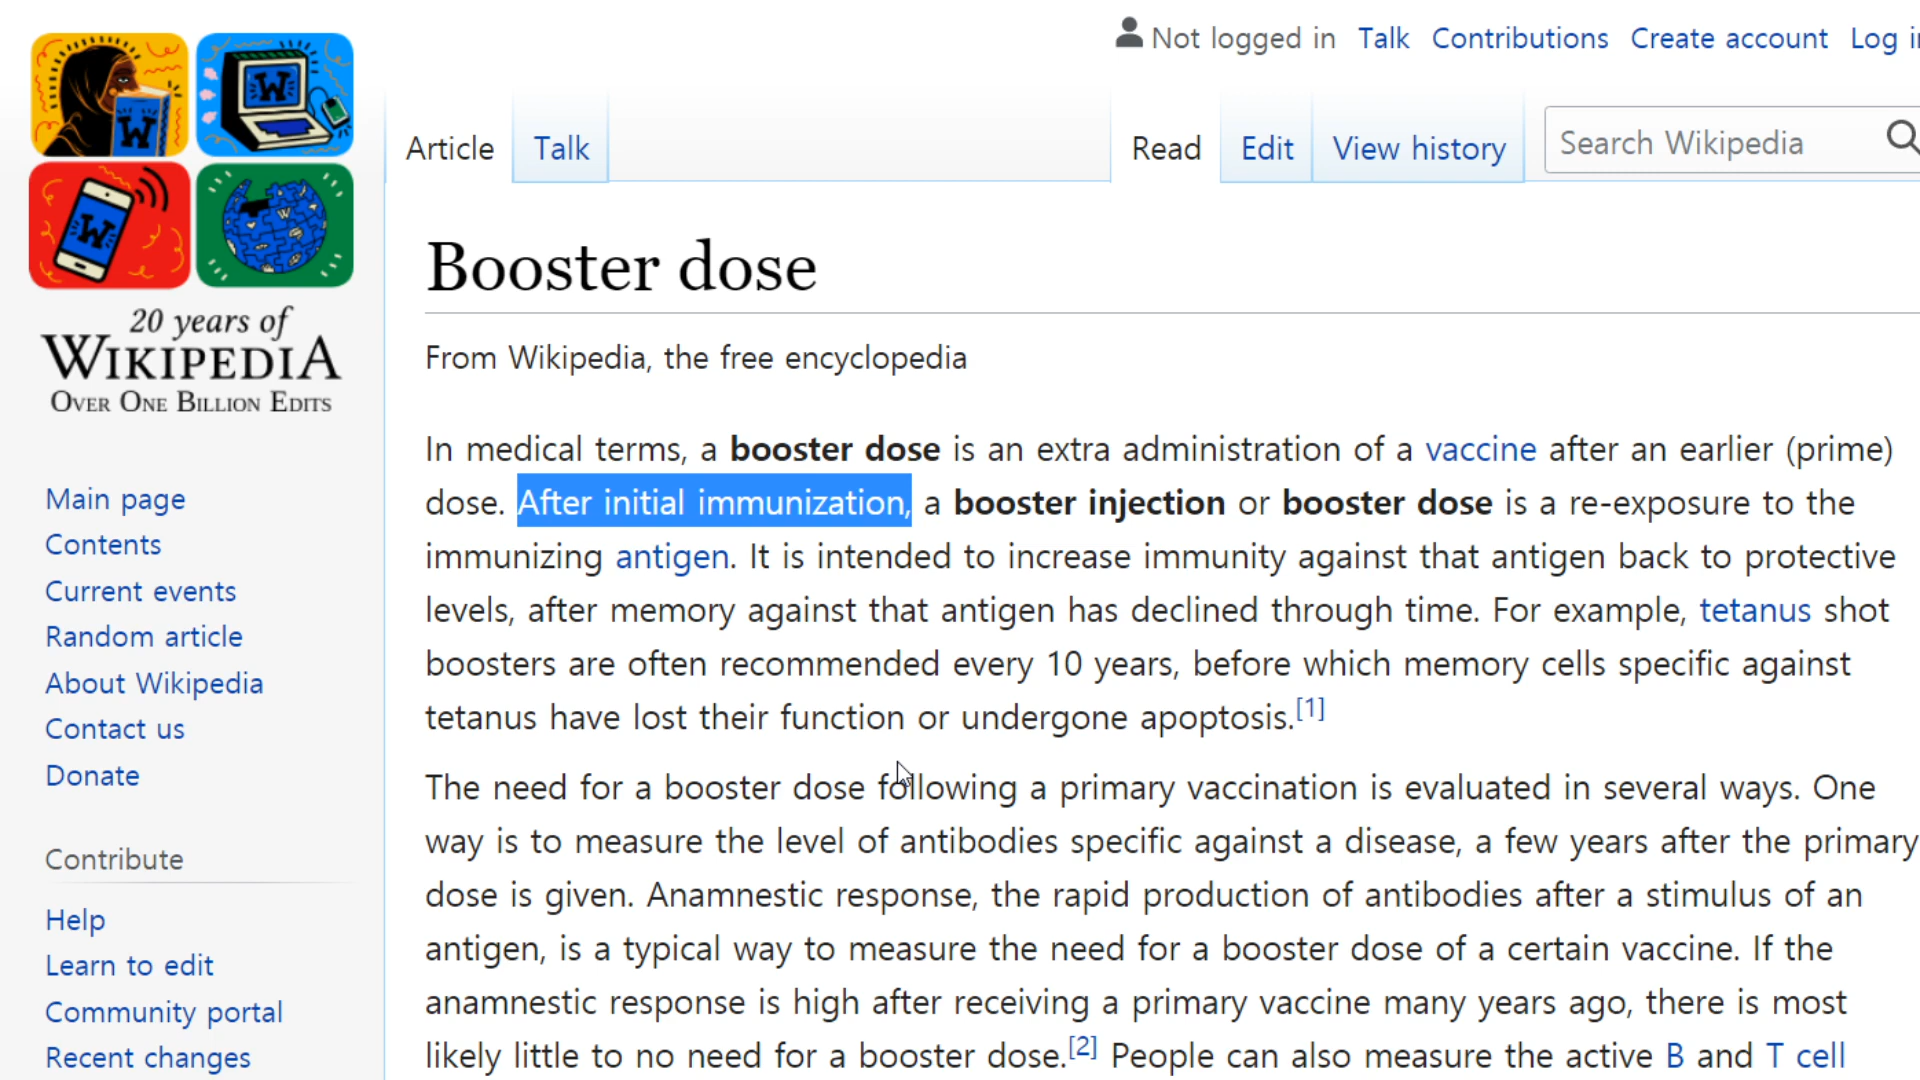 Not logged in Talk Contributions Create account Log in
Article Talk Read Edit View history Search Wikipedia
W
W
W
W
20 years of
WIKIPEDIA
OVER ONE BILLION EDITS
Main page
Contents
Current events
Random article
About Wikipedia
Contact us
Donate
Contribute
Help
Learn to edit
Community portal
Recent changes
Booster dose
From Wikipedia, the free encyclopedia
In medical terms, a booster dose is an extra administration of a vaccine after an earlier (prime)
dose. After initial immunization, a booster injection or booster dose is a re-exposure to the
immunizing antigen. It is intended to increase immunity against that antigen back to protective
levels, after memory against that antigen has declined through time. For example, tetanus shot
boosters are often recommended every 10 years, before which memory cells specific against
tetanus have lost their function or undergone apoptosis.[1]
The need for a booster dose following a primary vaccination is evaluated in several ways. One
way is to measure the level of antibodies specific against a disease, a few years after the primary
dose is given. Anamnestic response, the rapid production of antibodies after a stimulus of an
antigen, is a typical way to measure the need for a booster dose of a certain vaccine. If the
anamnestic response is high after receiving a primary vaccine many years ago, there is most
likely little to no need for a booster dose.[2] People can also measure the active B and T cell